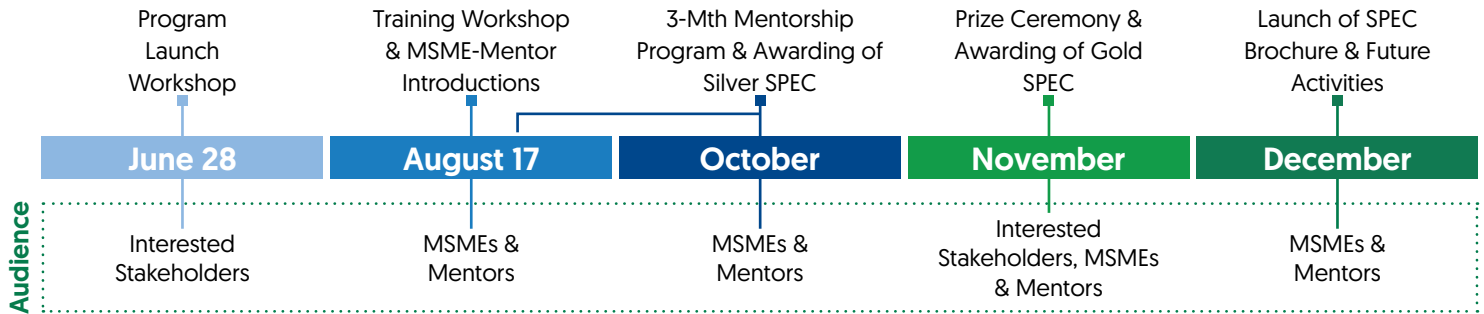 Program
Launch
Workshop
Training Workshop
& MSME-Mentor
Introductions
3-Mth Mentorship
Program & Awarding of
Silver SPEC
Prize Ceremony &
Awarding of Gold
SPEC
Launch of SPEC
Brochure & Future
Activities
June 28
August 17
October
November
December
Audience
Interested
Stakeholders
MSMEs &
Mentors
MSMEs &
Mentors
Interested
Stakeholders, MSMEs
& Mentors
MSMEs &
Mentors